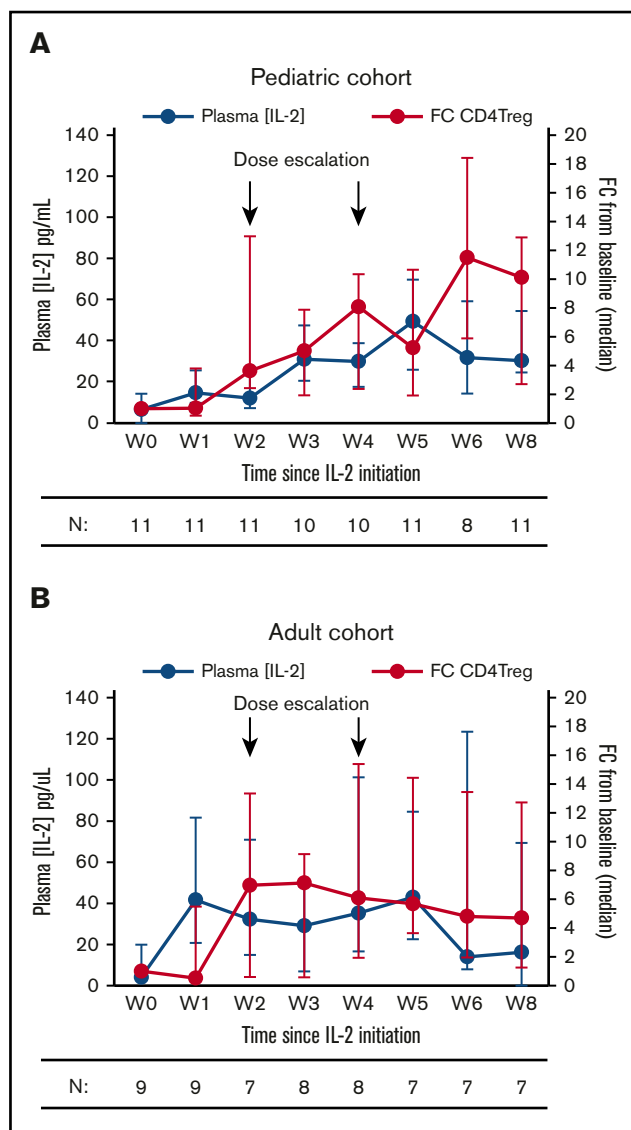 A
Pediatric cohort
Plasma [IL-2] FC CD4Treg
140 20
120 18
100 16
80 14
60 12
40 10
20 8
0 6
4
2
0
Dose escalation
Plasma [IL-2] pg/mL
FC from baseline (median)
W0 W1 W2 W3 W4 W5 W6 W8
Time since IL-2 initiation
N: 11 11 11 10 10 11 8 11
B
Adult cohort
Plasma [IL-2] FC CD4Treg
140 20
120 18
100 16
80 14
60 12
40 10
20 8
0 6
4
2
0
Dose escalation
Plasma [IL-2] pg/uL
FC from baseline (median)
W0 W1 W2 W3 W4 W5 W6 W8
Time since IL-2 initiation
N: 9 9 7 8 8 7 7 7